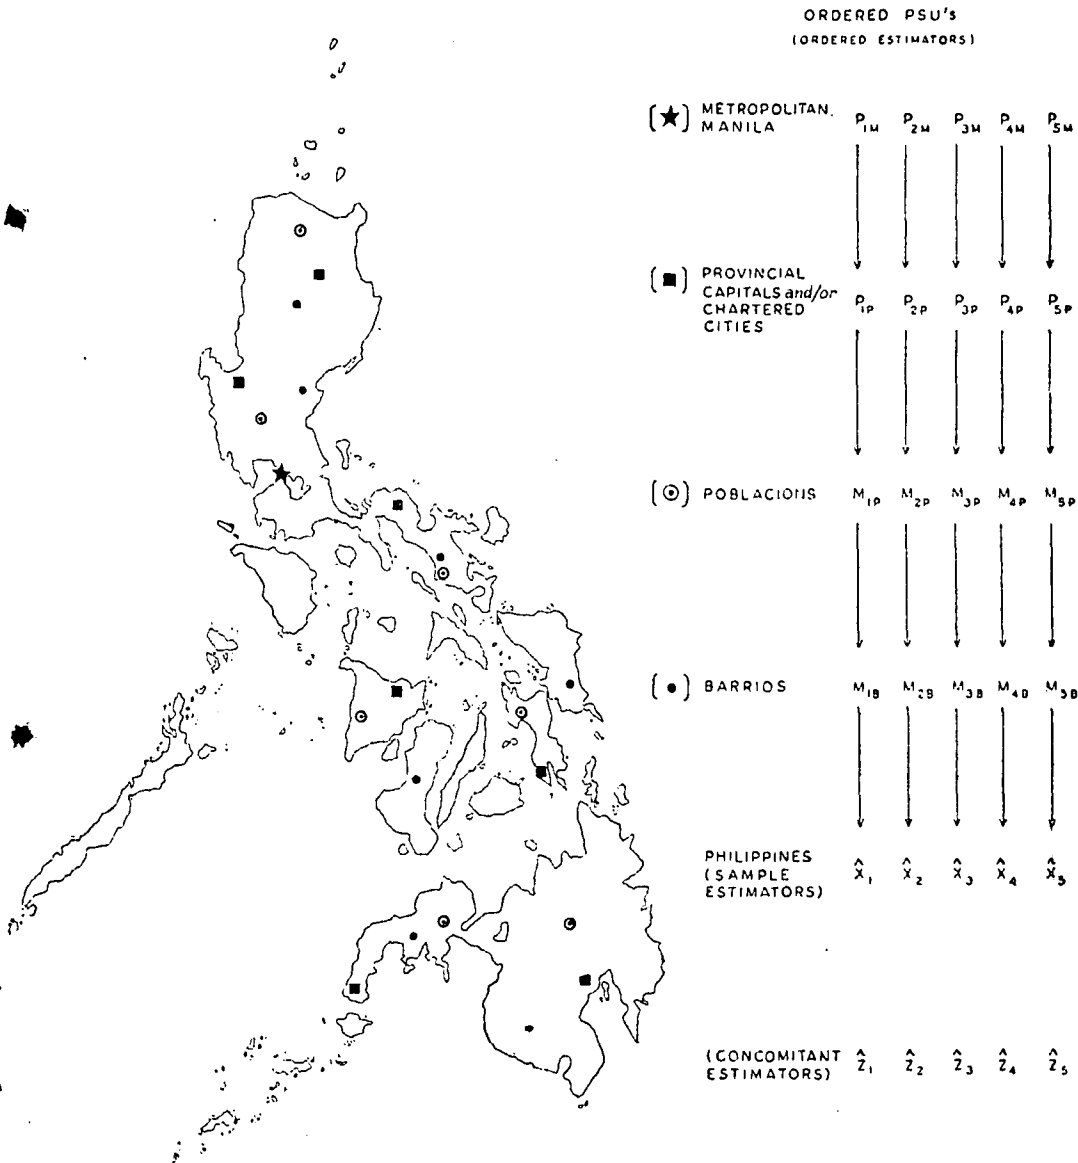 ORDERED PSU's
(ORDERED ESTIMATORS)
(★) METROPOLITAN MANILA P1M P2M P3M P4M P5M
(■) PROVINCIAL
CAPITALS and/or
CHARTERED
CITIES
P1P P2P P3P P4P P5P
(⊙) POBLACIONS M1P M2P M3P M4P M5P
(●) BARRIOS M1B M2B M3B M4B M5B
PHILIPPINES
(SAMPLE
ESTIMATORS)
X̂1 X̂2 X̂3 X̂4 X̂5
(CONCOMITANT
ESTIMATORS)
Ẑ1 Ẑ2 Ẑ3 Ẑ4 Ẑ5